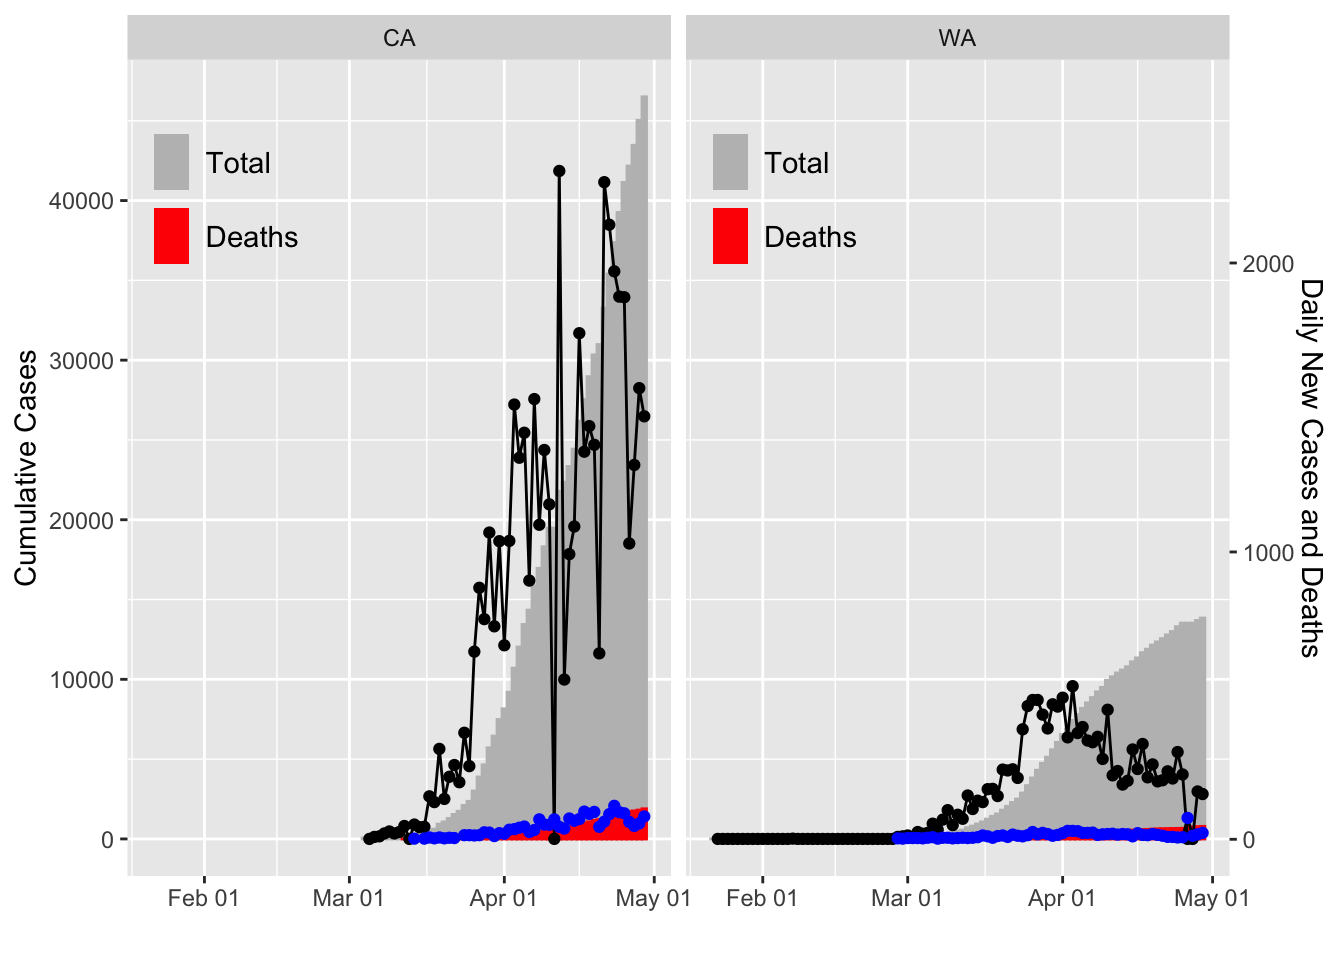 CA
WA
Total
Deaths
Total
Deaths
Cumulative Cases
40000
30000
20000
10000
0
2000
1000
0
Daily New Cases and Deaths
Feb 01
Mar 01
Apr 01
May 01
Feb 01
Mar 01
Apr 01
May 01